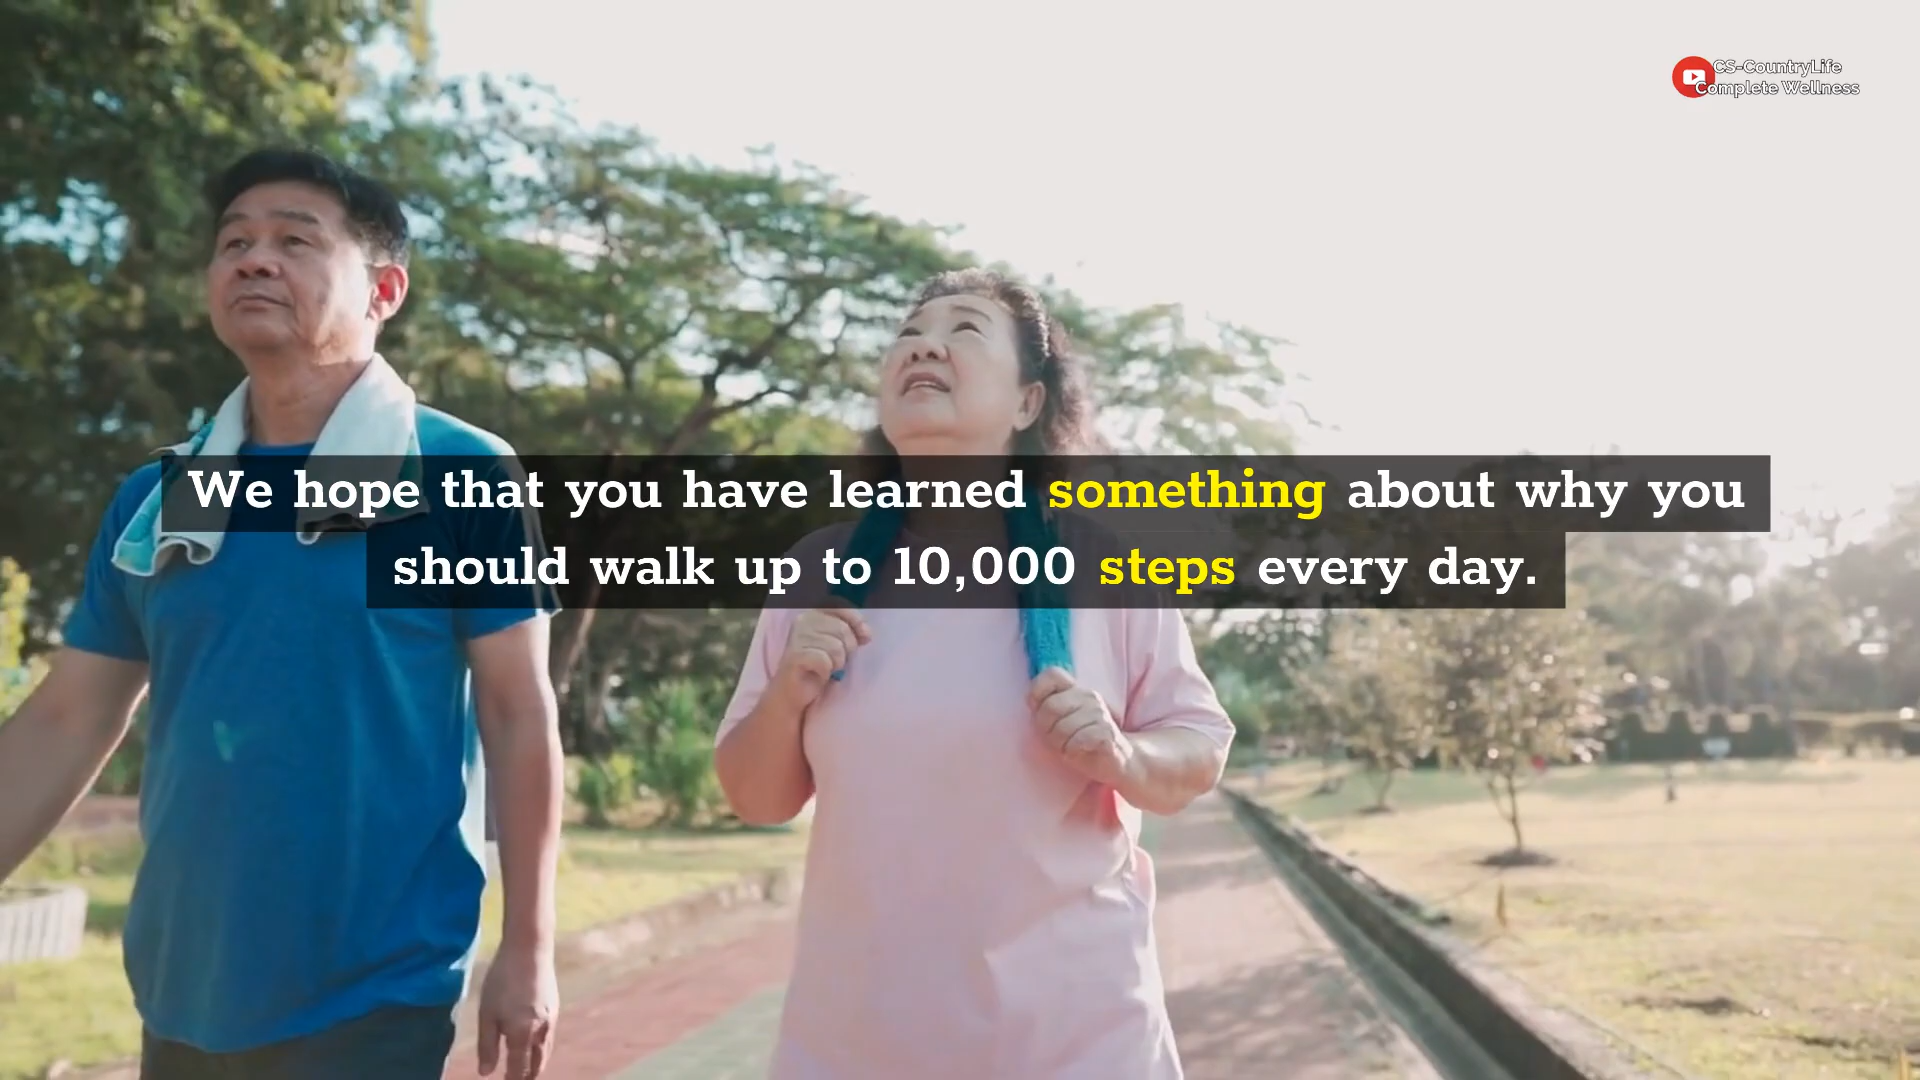 CS-CountryLife
Complete Wellness
We hope that you have learned something about why you
should walk up to 10,000 steps every day.